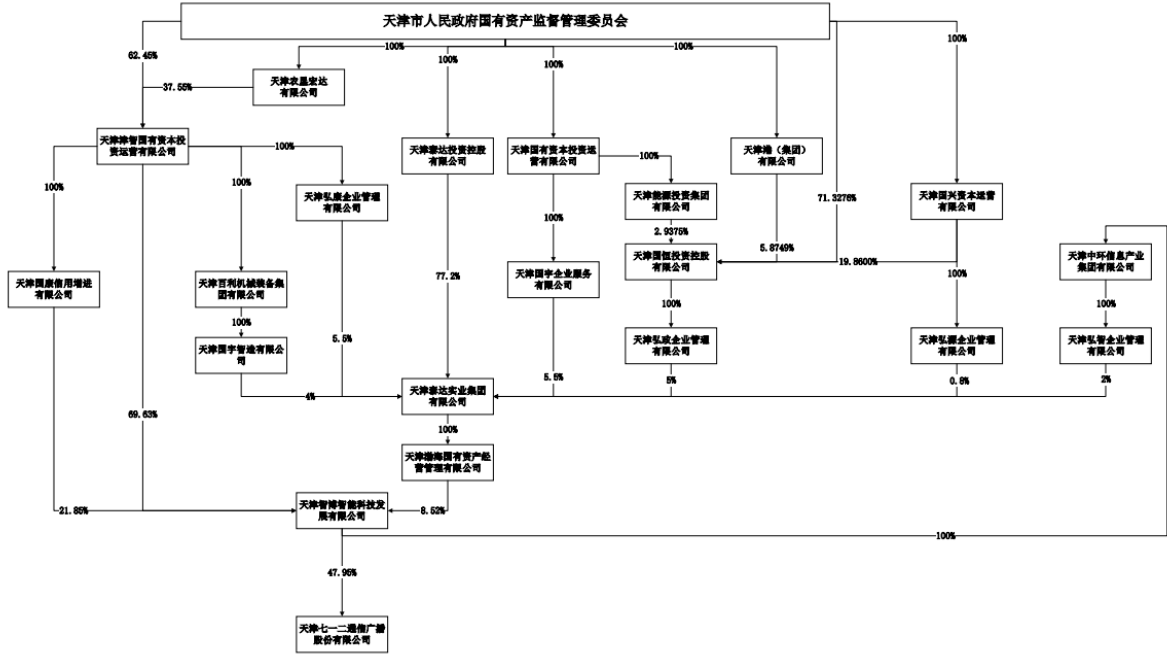 天津市人民政府国有资产监督管理委员会
100%
100%
100%
100%
62.45%
100%
37.55%
天津农垦宏达
有限公司
天津津智国有资本投
资运营有限公司
100%
天津泰达投资控股
有限公司
天津国有资本投资运
营有限公司
100%
天津渤（集团）
有限公司
71.3276%
100%
100%
天津弘康企业管理
有限公司
100%
天津能源投资集团
有限公司
天津国兴资本运营
有限公司
2.9375%
5.8749%
天津国恒投资控股
有限公司
19.8600%
天津中环信息产业
集团有限公司
天津国康信用增进
有限公司
天津百利机械装备集
团有限公司
77.2%
天津国宇企业服务
有限公司
100%
100%
100%
100%
天津国宇智造有限公
司
5.5%
天津弘政企业管理
有限公司
天津弘源企业管理
有限公司
天津弘智企业管理
有限公司
5.5%
5%
0.8%
2%
4%
天津泰达实业集团
有限公司
69.63%
100%
天津渤海国有资产经
营管理有限公司
21.85%
天津智博智能科技发
展有限公司
8.52%
100%
47.95%
天津七一二通信广播
股份有限公司